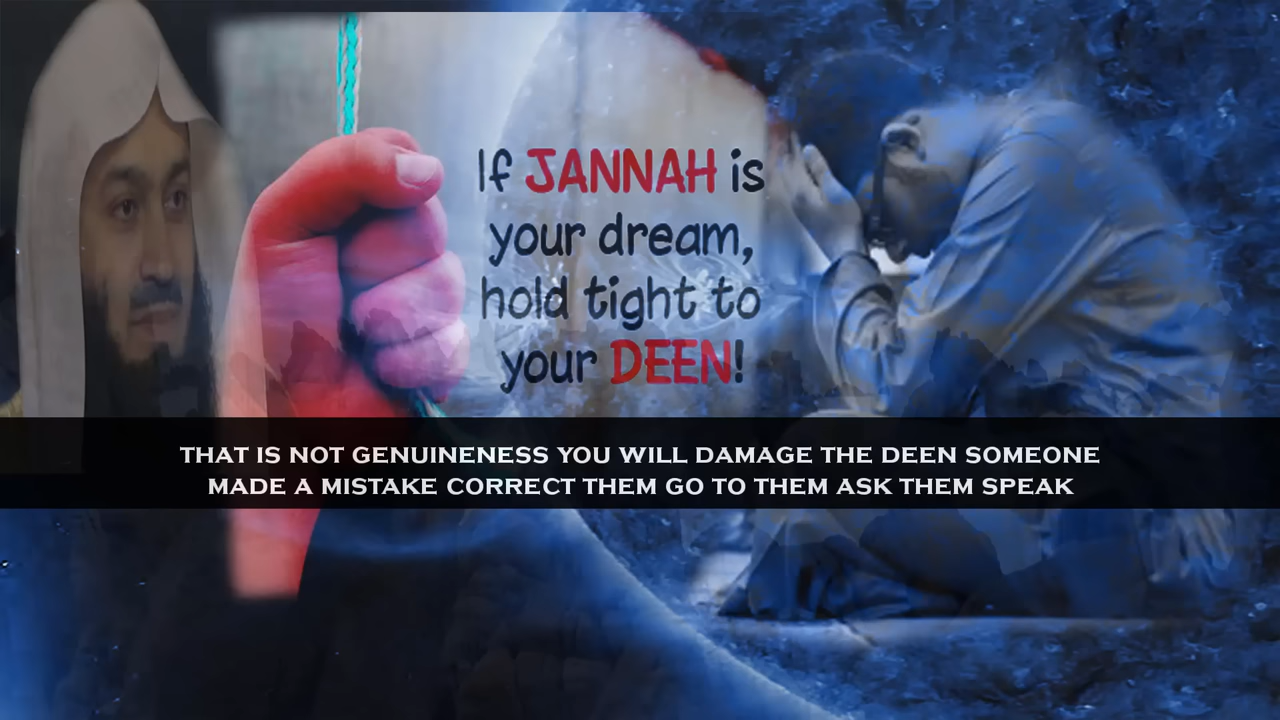 If JANNAH is
your dream,
hold tight to
your DEEN!
THAT IS NOT GENUINENESS YOU WILL DAMAGE THE DEEN SOMEONE
MADE A MISTAKE CORRECT THEM GO TO THEM ASK THEM SPEAK